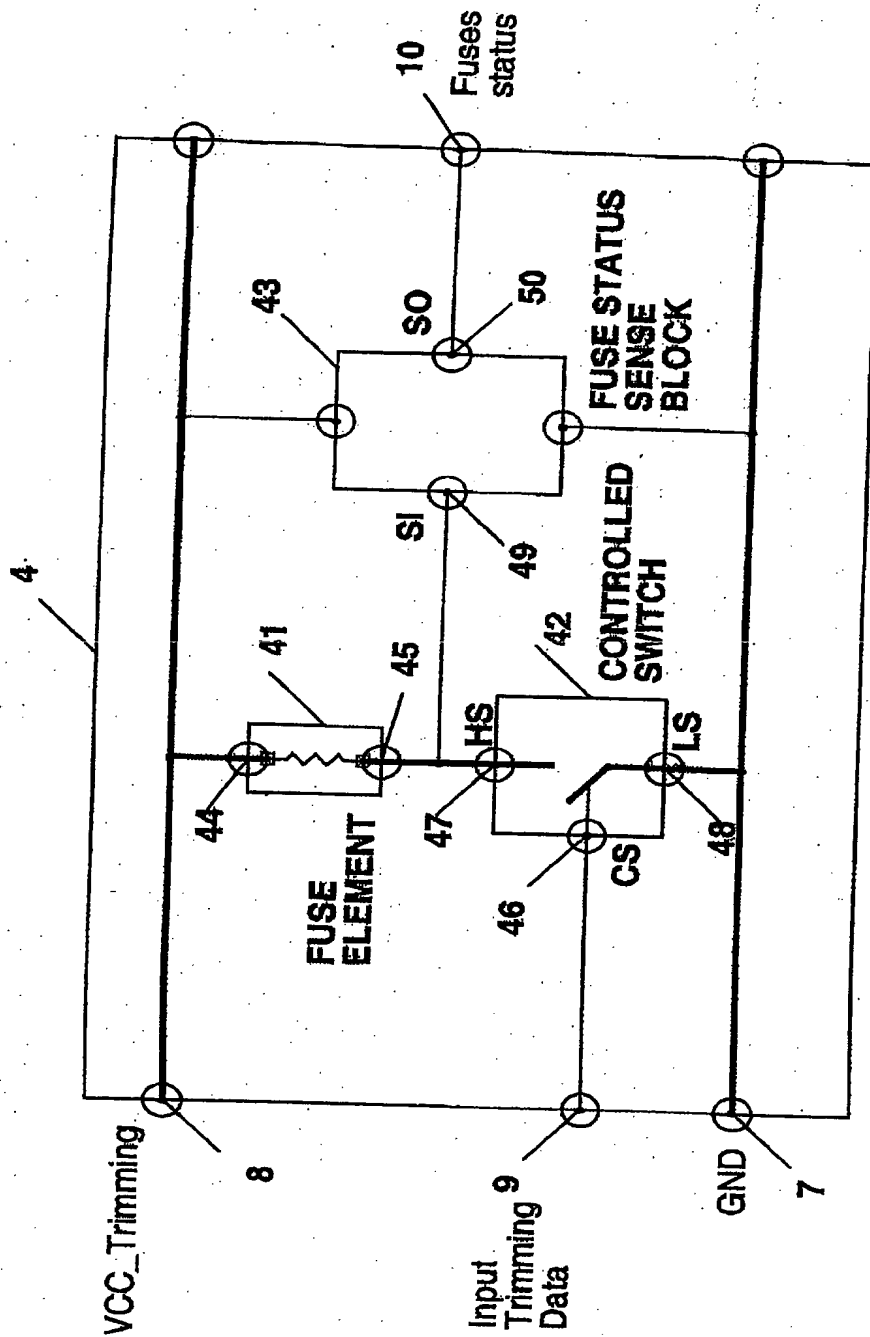 4
VCC_Trimming
8
44
41
FUSE
ELEMENT
45
43
SI
49
SO
50
10
Fuses
status
FUSE STATUS
SENSE
BLOCK
47
HS
46
CS
CONTROLLED
SWITCH
42
48
LS
Input
Trimming
Data
9
GND
7